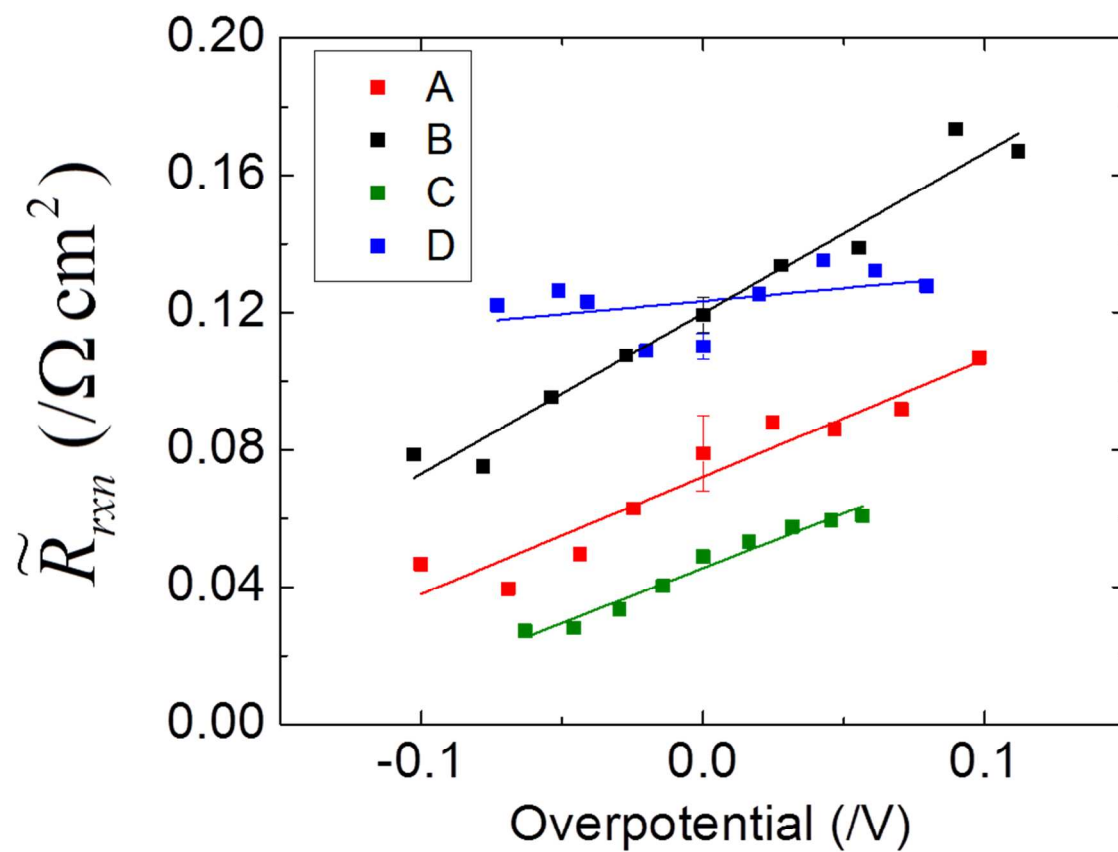 0.20
0.16
0.12
0.08
0.04
0.00
-0.1 0.0 0.1
A
B
C
D
R̃rxn (/Ω cm²)
Overpotential (/V)